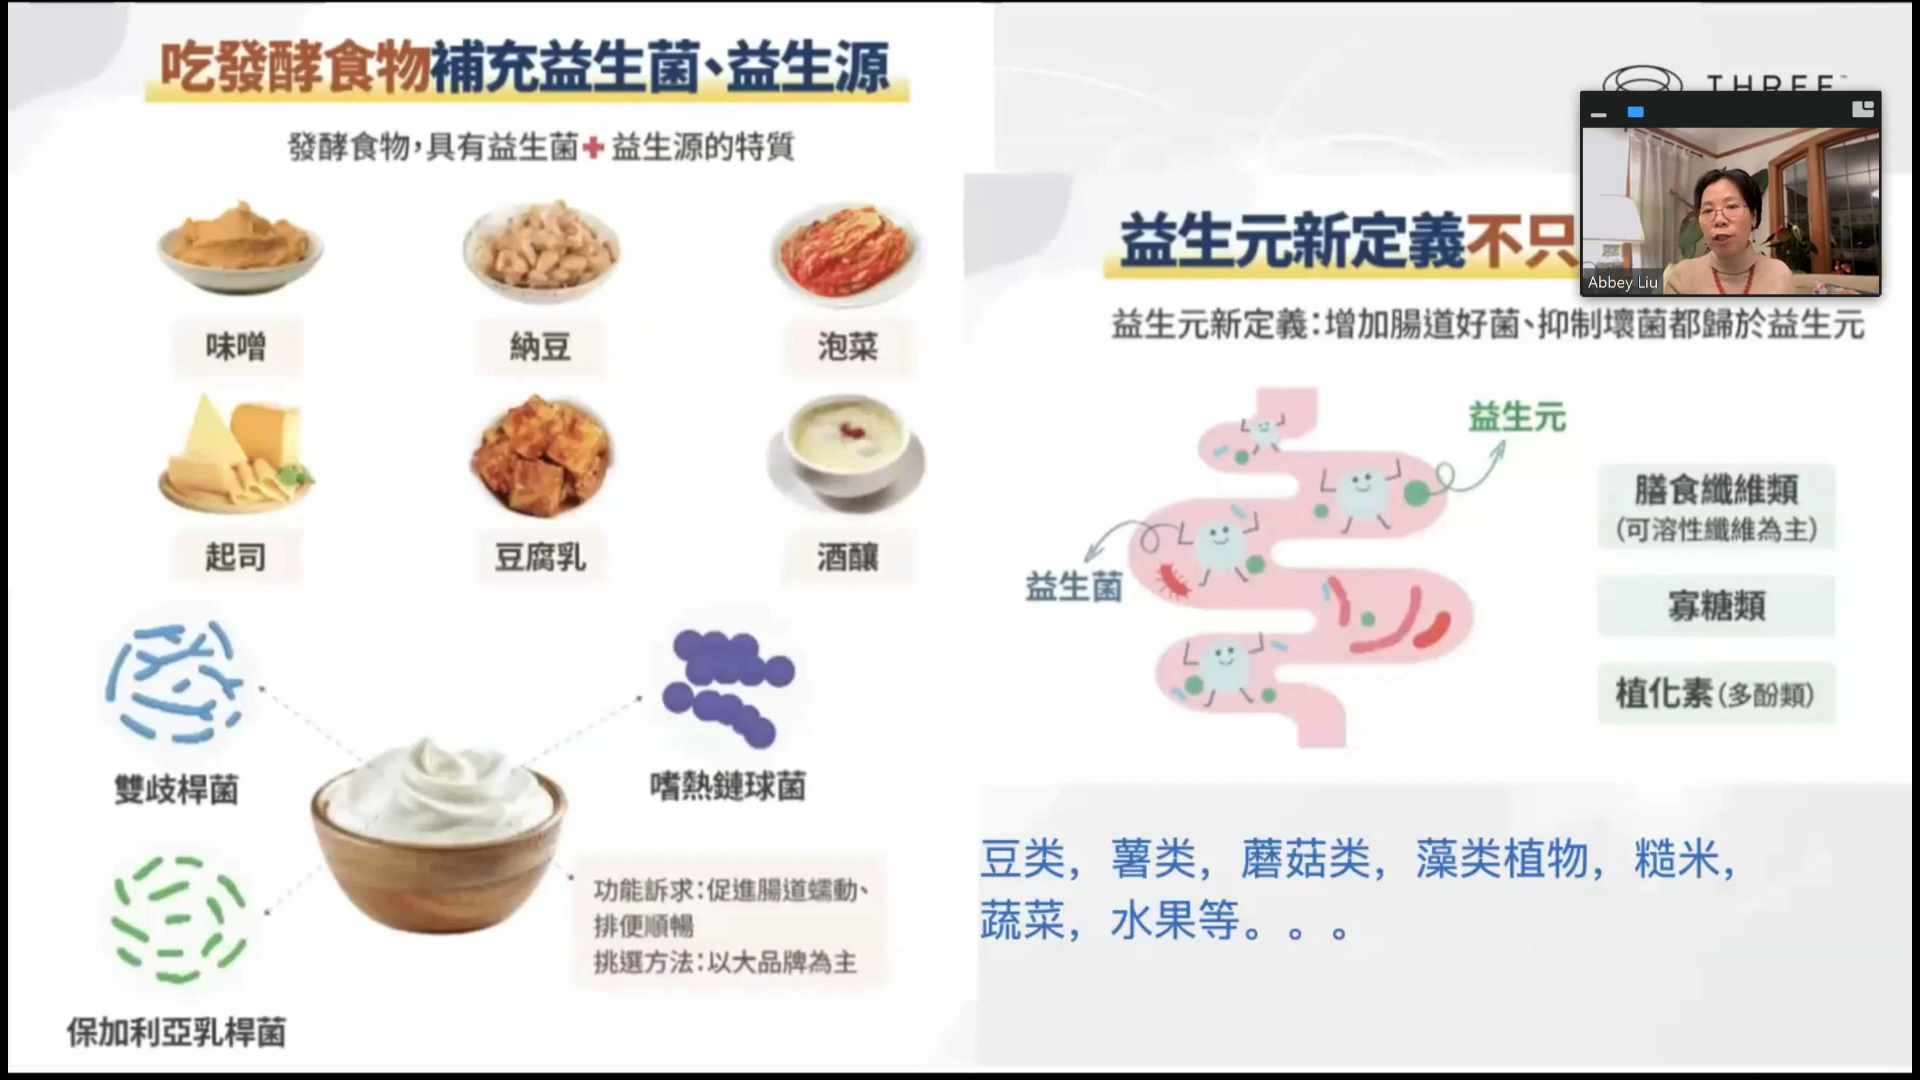 吃發酵食物補充益生菌、益生源
發酵食物,具有益生菌+益生源的特質
味噌
納豆
泡菜
起司
豆腐乳
酒釀
雙歧桿菌
嗜熱鏈球菌
保加利亞乳桿菌
功能訴求:促進腸道蠕動、
排便順暢
挑選方法:以大品牌為主
THREE™
Abbey Liu
益生元新定義不只
益生元新定義:增加腸道好菌、抑制壞菌都歸於益生元
益生元
益生菌
膳食纖維類
(可溶性纖維為主)
寡糖類
植化素(多酚類)
豆类，薯类，蘑菇类，藻类植物，糙米，
蔬菜，水果等。。。